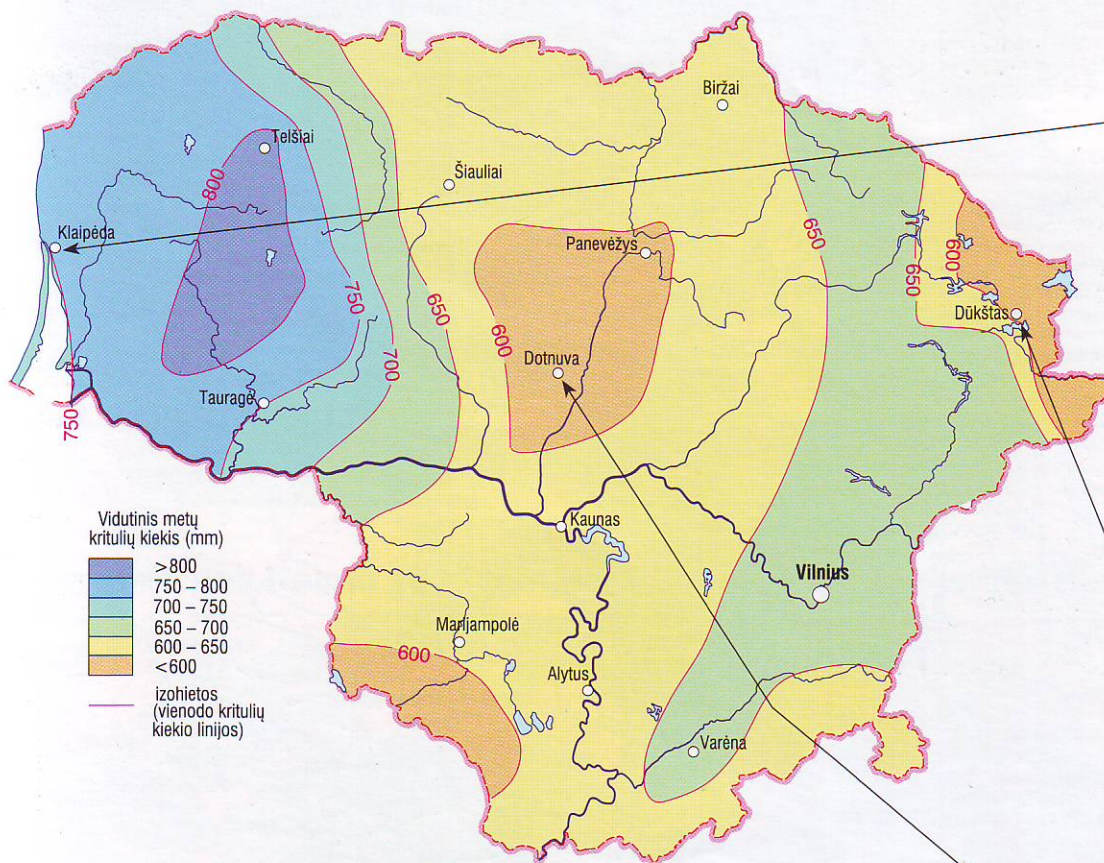 Biržai
Telšiai
800
Šiauliai
Klaipėda
Panevėžys
650
650
600
750
650
600
Dūkštas
700
Dotnuva
Tauragė
750
Vidutinis metų
kritulių kiekis (mm)
>800
750 – 800
700 – 750
650 – 700
600 – 650
<600
izohietos
(vienodo kritulių
kiekio linijos)
Kaunas
Vilnius
Marijampolė
600
Alytus
Varėna